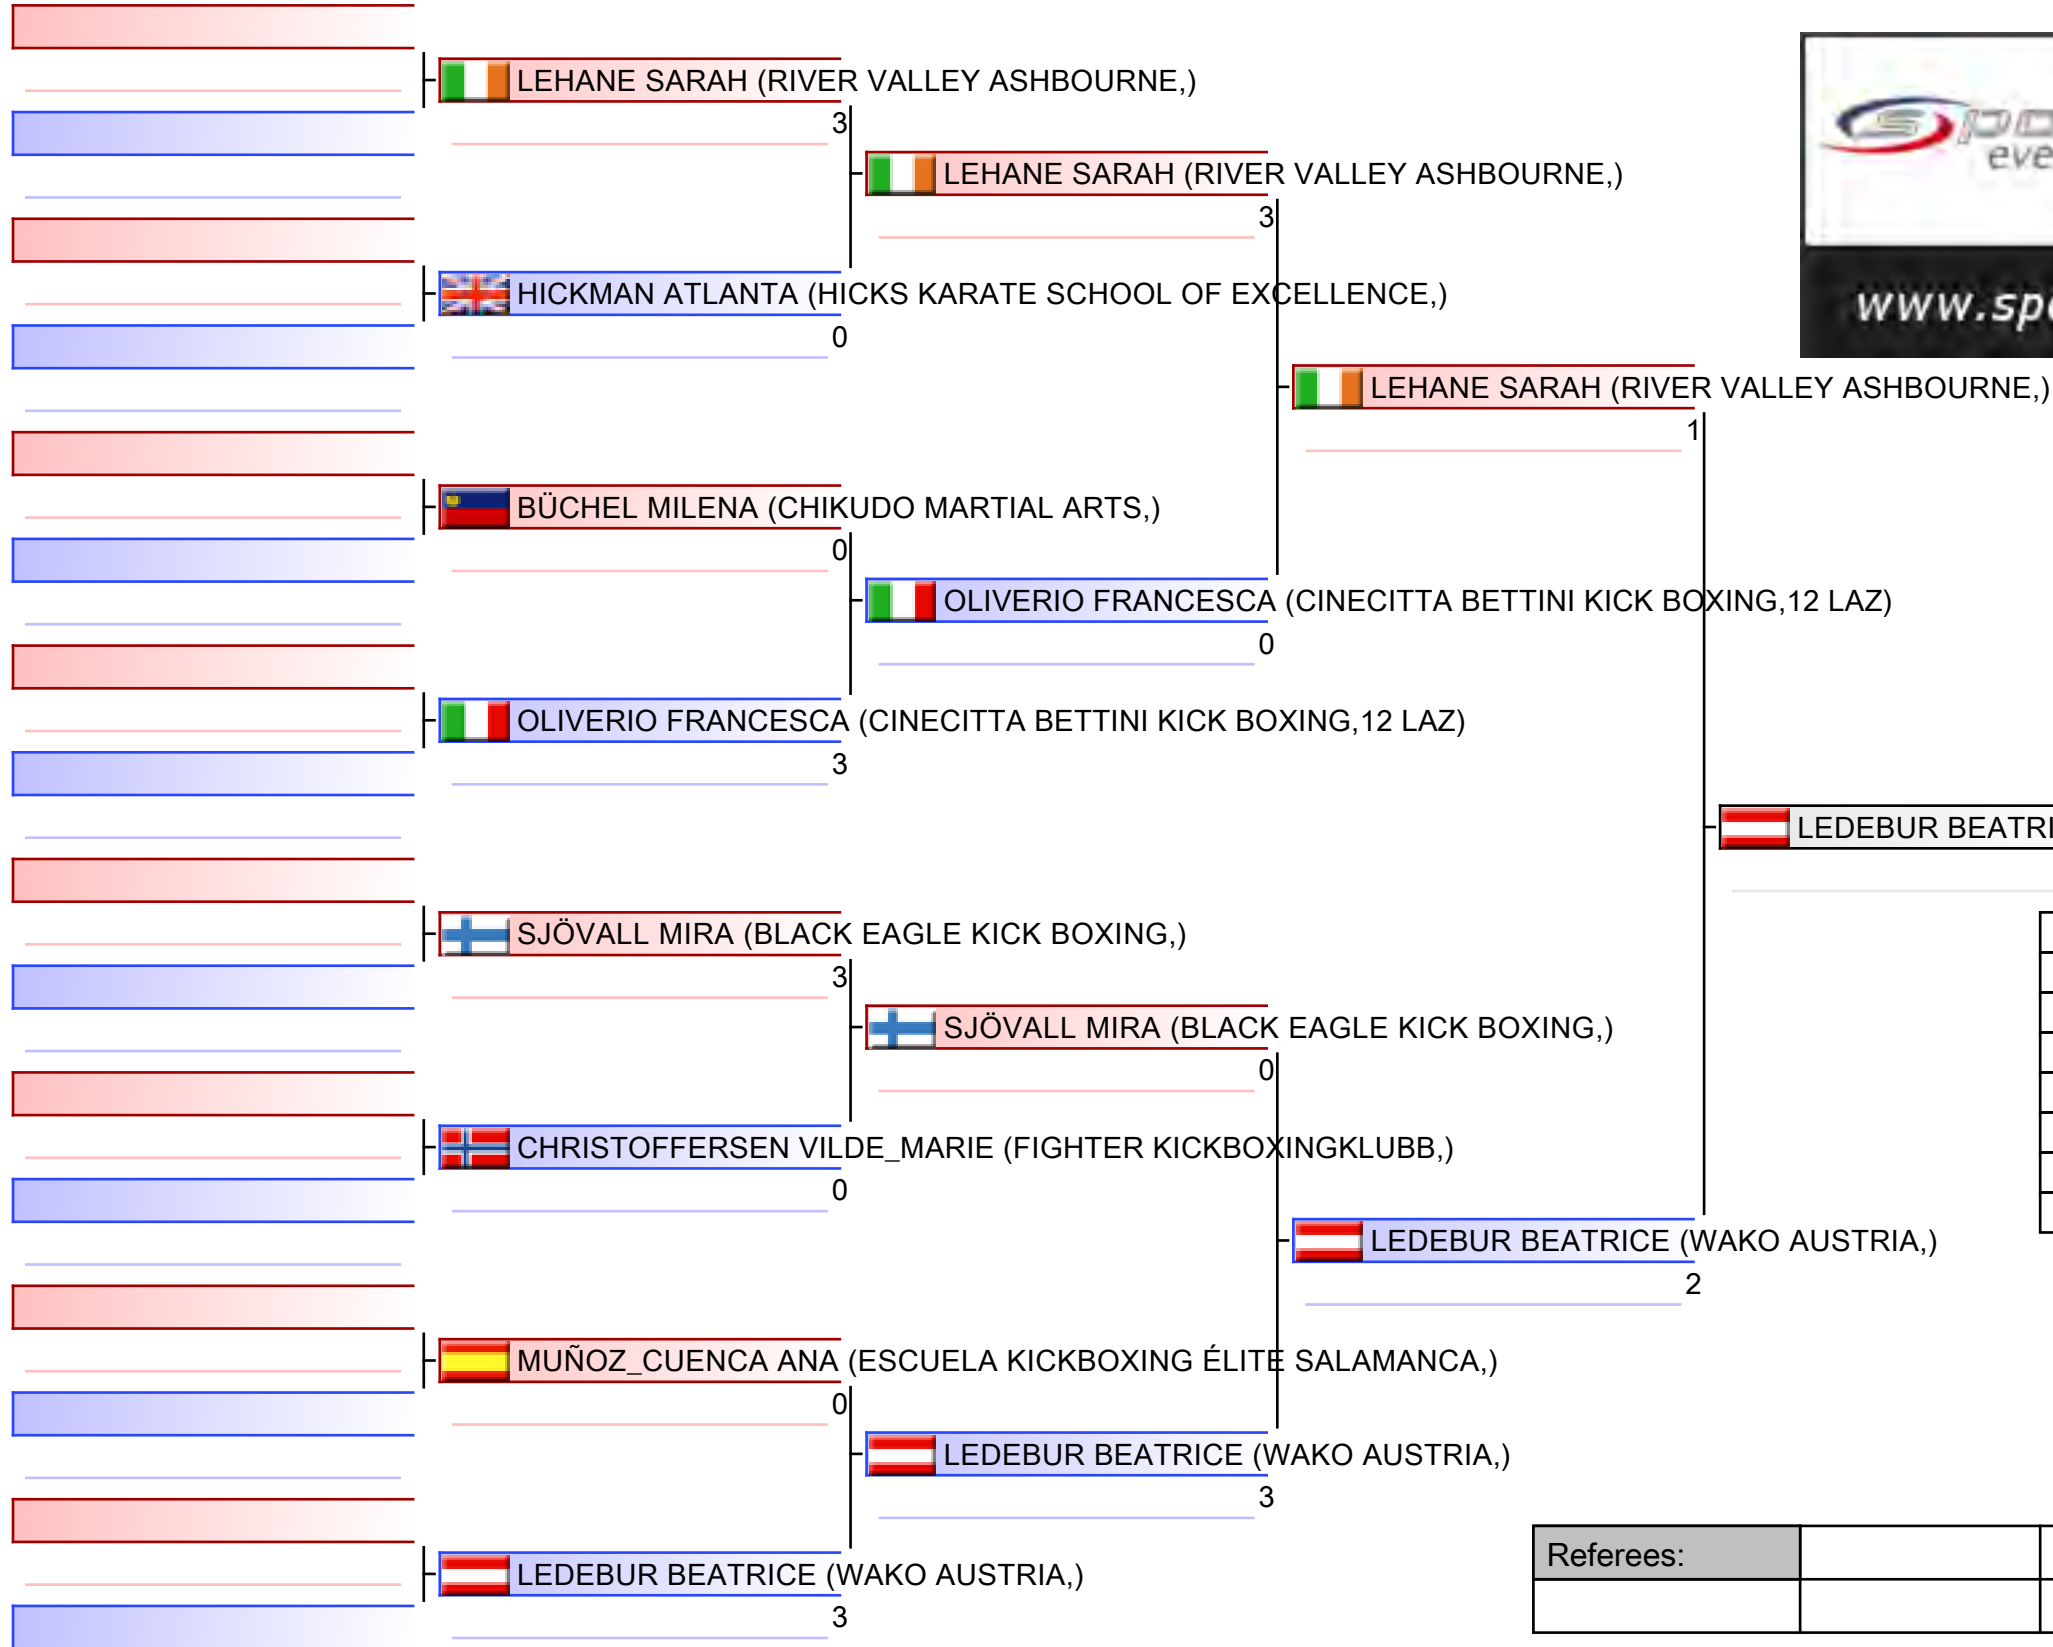 LEHANE SARAH (RIVER VALLEY ASHBOURNE,)
3
LEHANE SARAH (RIVER VALLEY ASHBOURNE,)
3
HICKMAN ATLANTA (HICKS KARATE SCHOOL OF EXCELLENCE,)
0
www.sp
LEHANE SARAH (RIVER VALLEY ASHBOURNE,)
1
BÜCHEL MILENA (CHIKUDO MARTIAL ARTS,)
0
OLIVERIO FRANCESCA (CINECITTA BETTINI KICK BOXING,12 LAZ)
0
OLIVERIO FRANCESCA (CINECITTA BETTINI KICK BOXING,12 LAZ)
3
LEDEBUR BEATRI
SJÖVALL MIRA (BLACK EAGLE KICK BOXING,)
3
SJÖVALL MIRA (BLACK EAGLE KICK BOXING,)
0
CHRISTOFFERSEN VILDE_MARIE (FIGHTER KICKBOXINGKLUBB,)
0
LEDEBUR BEATRICE (WAKO AUSTRIA,)
2
MUÑOZ_CUENCA ANA (ESCUELA KICKBOXING ÉLITE SALAMANCA,)
0
LEDEBUR BEATRICE (WAKO AUSTRIA,)
3
Referees:
LEDEBUR BEATRICE (WAKO AUSTRIA,)
3